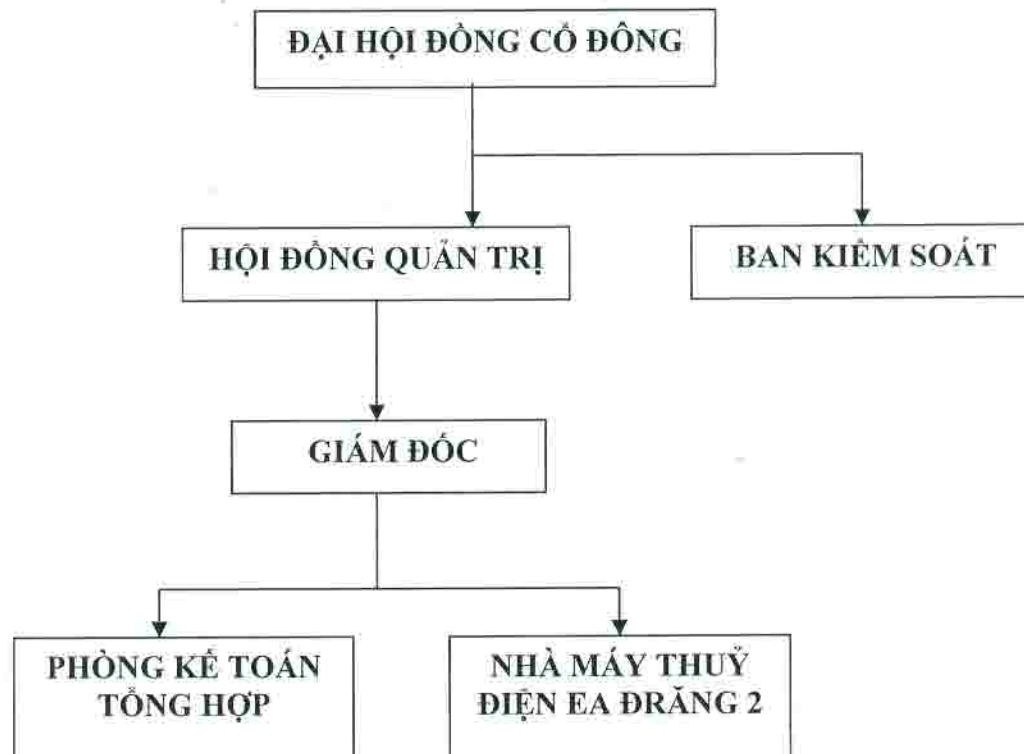 ĐẠI HỘI ĐỒNG CỔ ĐÔNG
HỘI ĐỒNG QUẢN TRỊ
BAN KIỂM SOÁT
GIÁM ĐỐC
PHÒNG KẾ TOÁN
TỔNG HỢP
NHÀ MÁY THUỶ
ĐIỆN EA ĐRĂNG 2